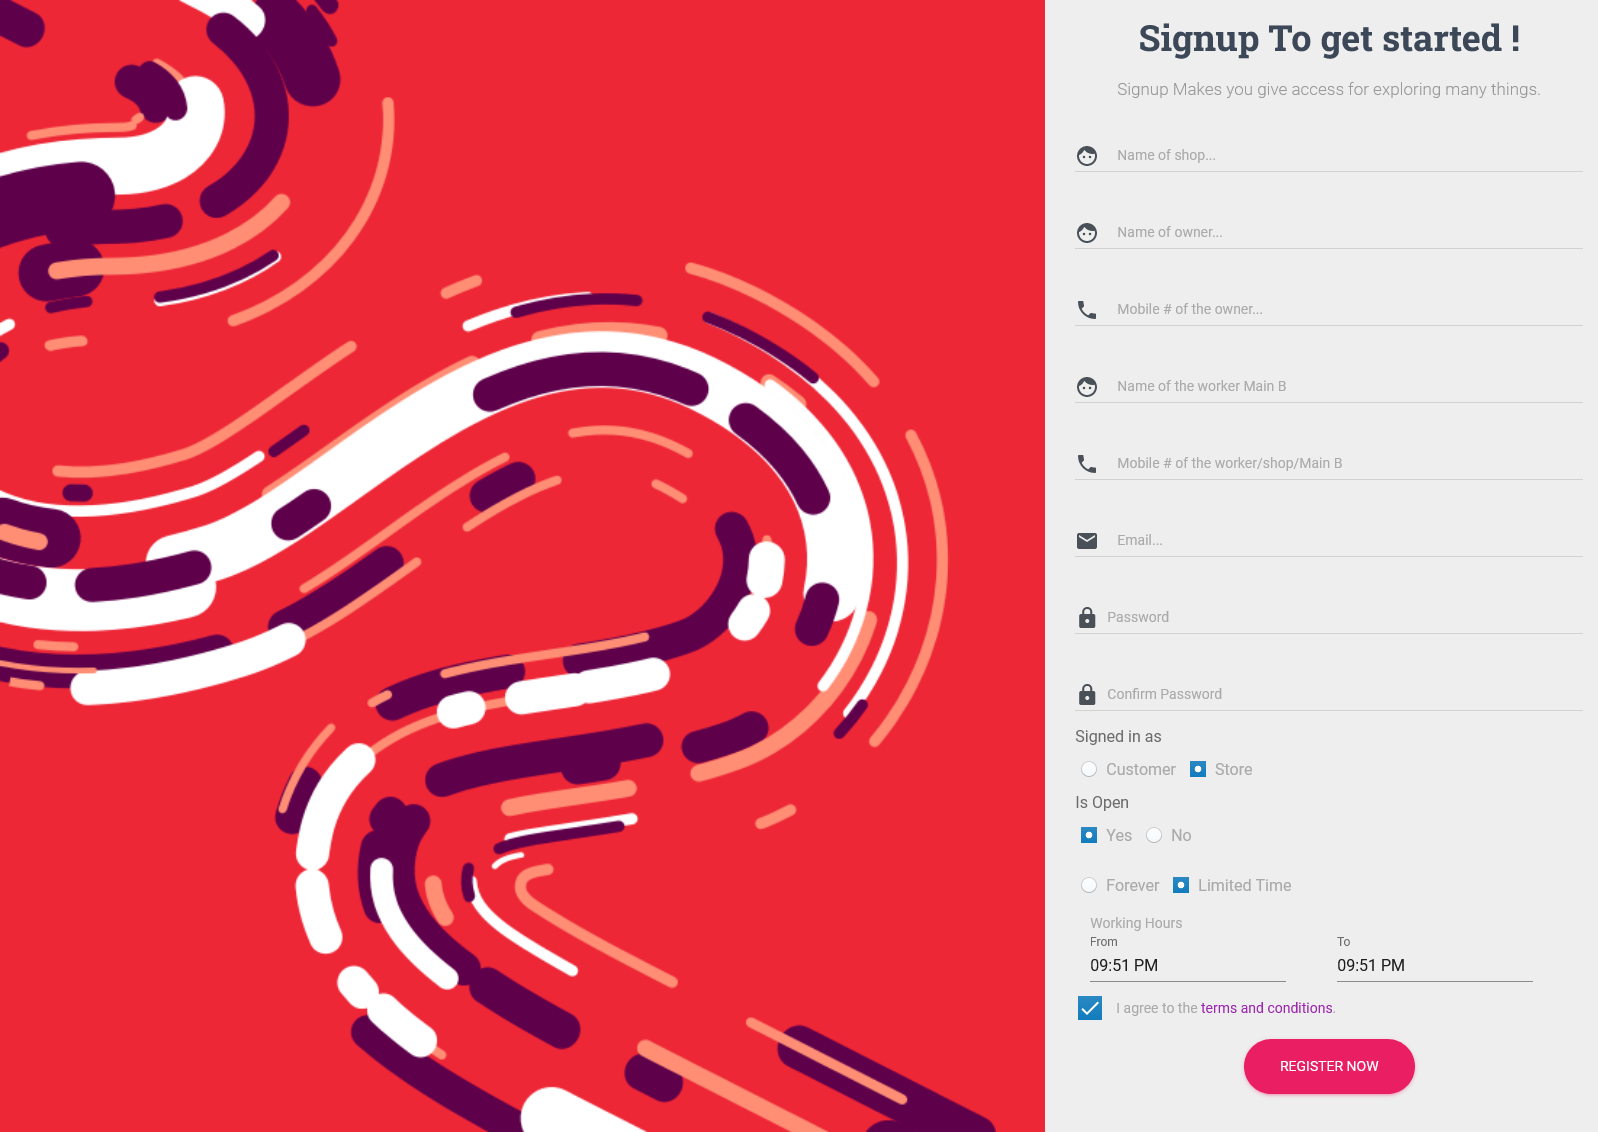 Signup To get started !
Signup Makes you give access for exploring many things.
Name of shop...
Name of owner...
Mobile # of the owner...
Name of the worker Main B
Mobile # of the worker/shop/Main B
Email...
Password
Confirm Password
Signed in as
Customer Store
Is Open
Yes No
Forever Limited Time
Working Hours
From To
09:51 PM 09:51 PM
I agree to the terms and conditions.
REGISTER NOW